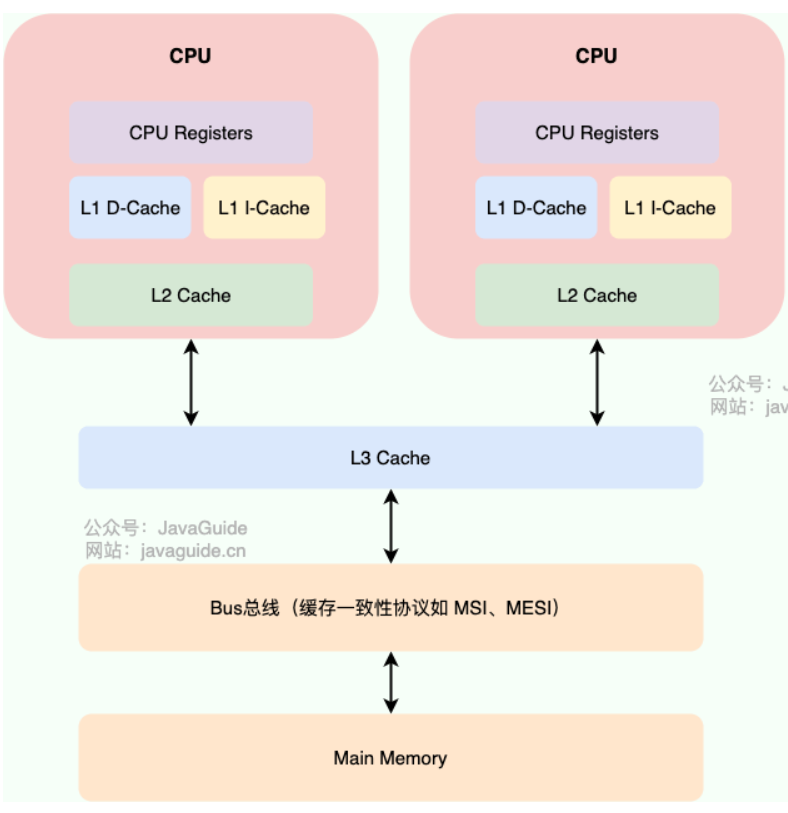 CPU
CPU
CPU Registers
CPU Registers
L1 D-Cache
L1 I-Cache
L1 D-Cache
L1 I-Cache
L2 Cache
L2 Cache
公众号：J
网站：jav
L3 Cache
公众号：JavaGuide
网站：javaguide.cn
Bus总线（缓存一致性协议如 MSI、MESI）
Main Memory